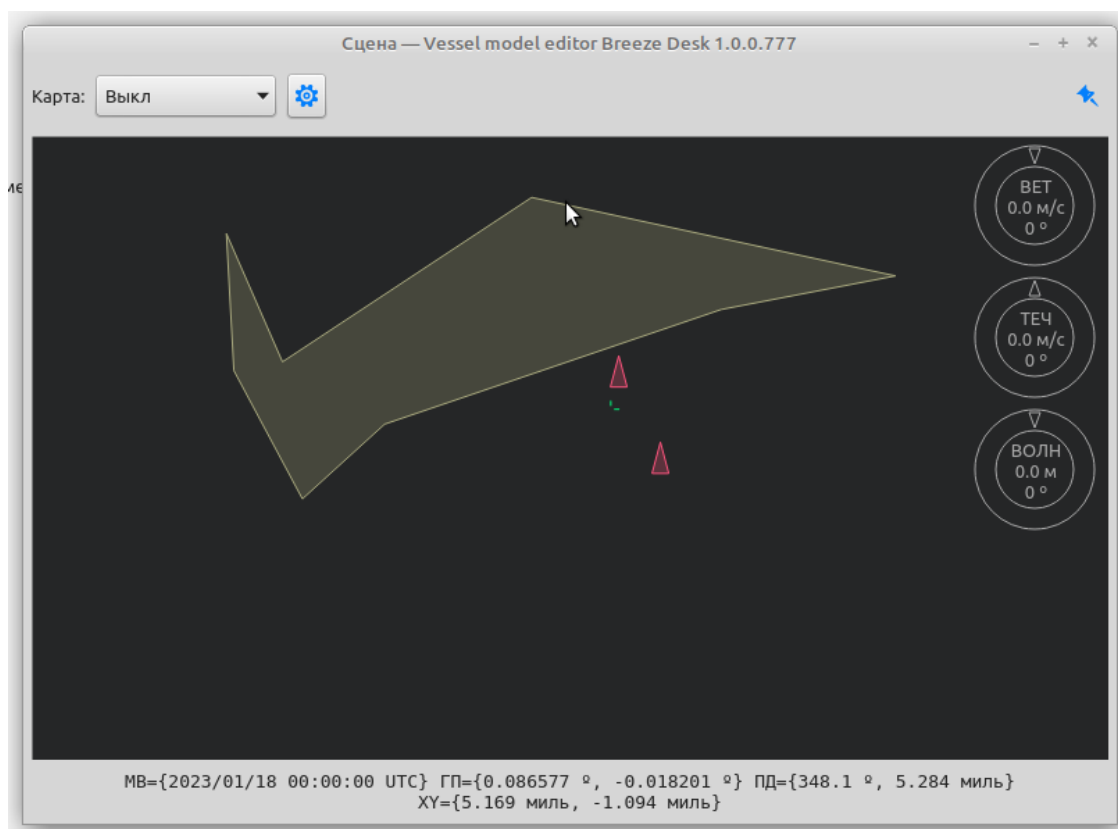 Сцена — Vessel model editor Breeze Desk 1.0.0.777
Карта: Выкл
ме
ВЕТ
0.0 м/с
0 º
ТЕЧ
0.0 м/с
0 º
ВОЛН
0.0 м
0 º
МВ={2023/01/18 00:00:00 UTC} ГП={0.086577 º, -0.018201 º} ПД={348.1 º, 5.284 миль}
XY={5.169 миль, -1.094 миль}